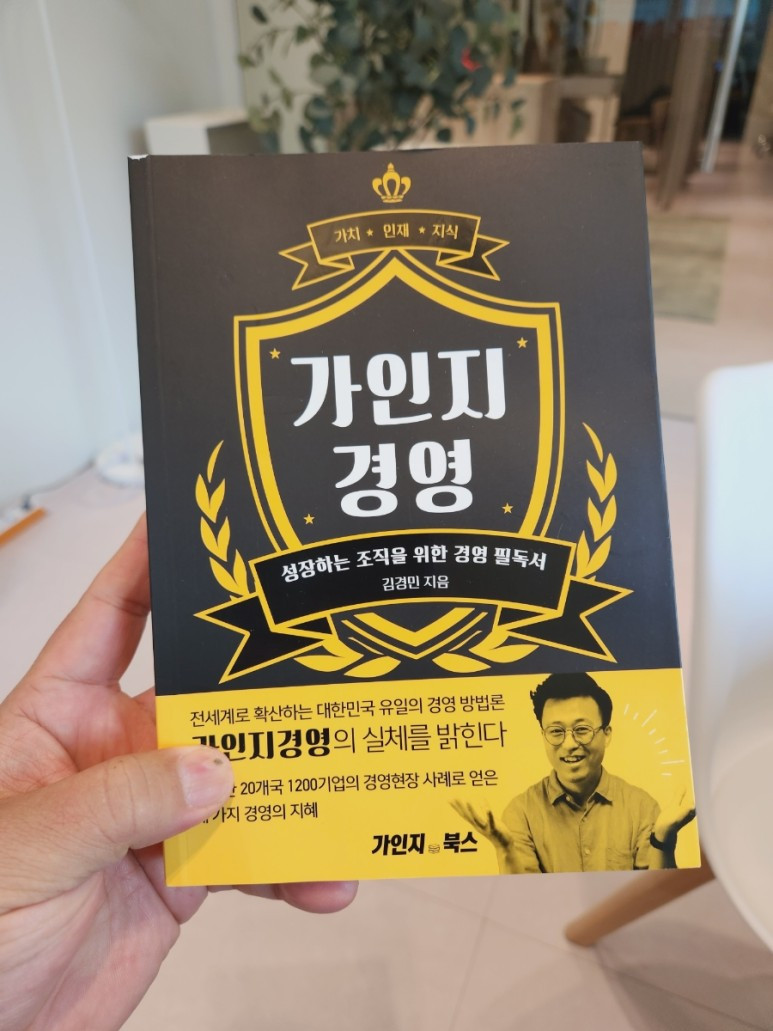 가치 ★ 인재 ★ 지식
가인지
경영
성장하는 조직을 위한 경영 필독서
김경민 지음
전세계로 확산하는 대한민국 유일의 경영 방법론
가인지경영의 실체를 밝힌다
20개국 1200기업의 경영현장 사례로 얻은
가지 경영의 지혜
가인지 북스